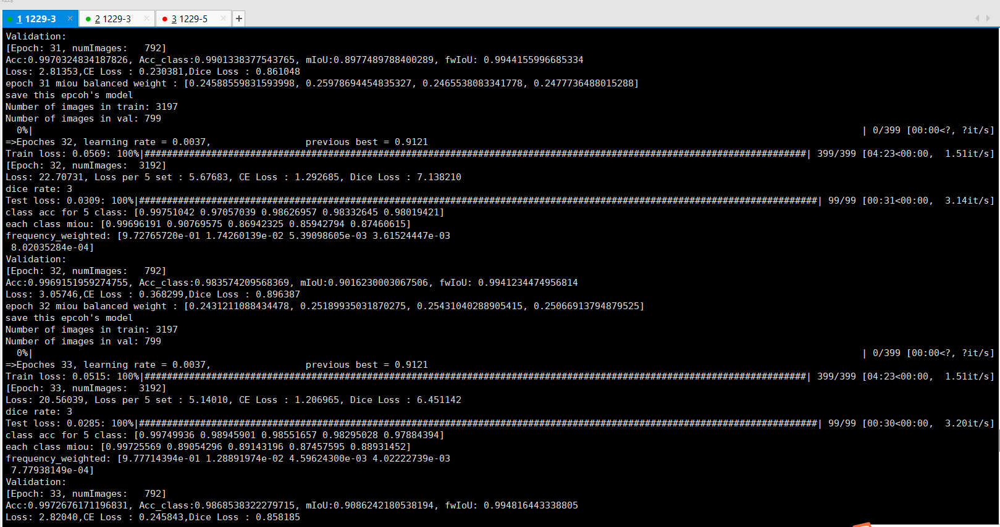 1 1229-3 × 2 1229-3 × 3 1229-5 × +
Validation:
[Epoch: 31, numImages:   792]
Acc:0.9970324834187826, Acc_class:0.9901338377543765, mIoU:0.8977489788400289, fwIoU: 0.9944155996685334
Loss: 2.81353,CE Loss : 0.230381,Dice Loss : 0.861048
epoch 31 miou balanced weight : [0.24588559831593998, 0.25978694454835327, 0.2465538083341778, 0.2477736488015288]
save this epcoh's model
Number of images in train: 3197
Number of images in val: 799
  0%|                    | 0/399 [00:00<?, ?it/s]
=>Epoches 32, learning rate = 0.0037,                 previous best = 0.9121
Train loss: 0.0569: 100%|#######################################################################################################################| 399/399 [04:23<00:00,  1.51it/s]
[Epoch: 32, numImages:  3192]
Loss: 22.70731, Loss per 5 set : 5.67683, CE Loss : 1.292685, Dice Loss : 7.138210
dice rate: 3
Test loss: 0.0309: 100%|##########################################################################################################################| 99/99 [00:31<00:00,  3.14it/s]
class acc for 5 class: [0.99751042 0.97057039 0.98626957 0.98332645 0.98019421]
each class miou: [0.99696191 0.90769575 0.86942325 0.85942794 0.87460615]
frequency_weighted: [9.72765720e-01 1.74260139e-02 5.39098605e-03 3.61524447e-03
 8.02035284e-04]
Validation:
[Epoch: 32, numImages:   792]
Acc:0.9969151959274755, Acc_class:0.983574209568369, mIoU:0.9016230003067506, fwIoU: 0.9941234474956814
Loss: 3.05746,CE Loss : 0.368299,Dice Loss : 0.896387
epoch 32 miou balanced weight : [0.2431211088434478, 0.25189935031870275, 0.25431040288905415, 0.25066913794879525]
save this epcoh's model
Number of images in train: 3197
Number of images in val: 799
  0%|                    | 0/399 [00:00<?, ?it/s]
=>Epoches 33, learning rate = 0.0037,                 previous best = 0.9121
Train loss: 0.0515: 100%|#######################################################################################################################| 399/399 [04:23<00:00,  1.51it/s]
[Epoch: 33, numImages:  3192]
Loss: 20.56039, Loss per 5 set : 5.14010, CE Loss : 1.206965, Dice Loss : 6.451142
dice rate: 3
Test loss: 0.0285: 100%|##########################################################################################################################| 99/99 [00:30<00:00,  3.20it/s]
class acc for 5 class: [0.99749936 0.98945901 0.98551657 0.98295028 0.97884394]
each class miou: [0.99725569 0.89054296 0.89143196 0.87457595 0.88931452]
frequency_weighted: [9.77714394e-01 1.28891974e-02 4.59624300e-03 4.02222739e-03
 7.77938149e-04]
Validation:
[Epoch: 33, numImages:   792]
Acc:0.9972676171196831, Acc_class:0.9868538322279715, mIoU:0.9086242180538194, fwIoU: 0.994816443338805
Loss: 2.82040,CE Loss : 0.245843,Dice Loss : 0.858185